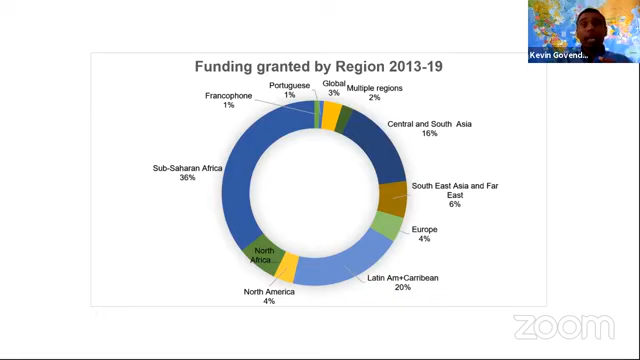 Kevin Govend...
Funding granted by Region 2013-19
Portuguese
1%
Global
3%
Multiple regions
2%
Francophone
1%
Central and South Asia
16%
Sub-Saharan Africa
36%
South East Asia and Far
East
6%
Europe
4%
North
Africa
Latin Am+Carribean
20%
North America
4%
zoom